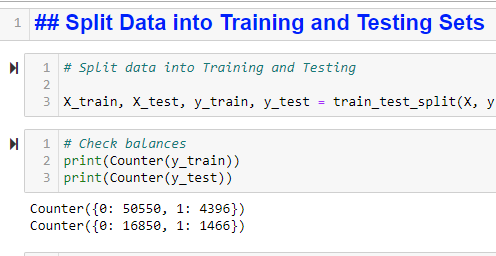 1 ## Split Data into Training and Testing Sets
1 # Split data into Training and Testing
2
3 X_train, X_test, y_train, y_test = train_test_split(X, y
1 # Check balances
2 print(Counter(y_train))
3 print(Counter(y_test))
Counter({0: 50550, 1: 4396})
Counter({0: 16850, 1: 1466})